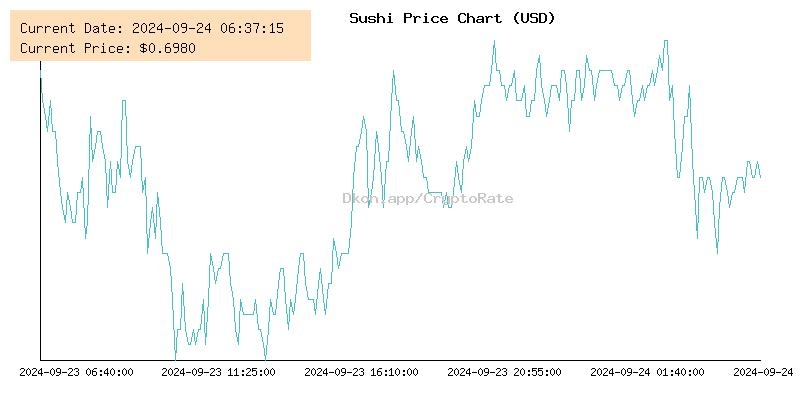 Sushi Price Chart (USD)
Current Date: 2024-09-24 06:37:15
Current Price: $0.6980
Dkon.app/CryptoRate
2024-09-23 06:40:00
2024-09-23 11:25:00
2024-09-23 16:10:00
2024-09-23 20:55:00
2024-09-24 01:40:00
2024-09-24